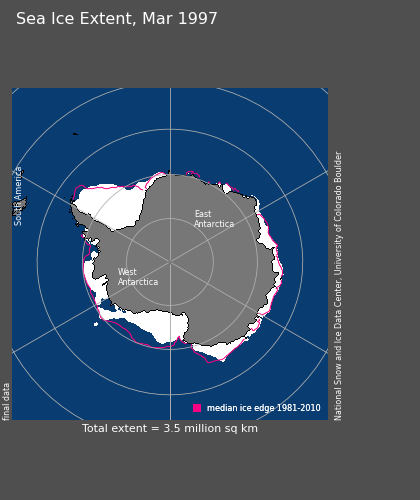 Sea Ice Extent, Mar 1997
South America
East
Antarctica
West
Antarctica
National Snow and Ice Data Center, University of Colorado Boulder
final data
median ice edge 1981-2010
Total extent = 3.5 million sq km